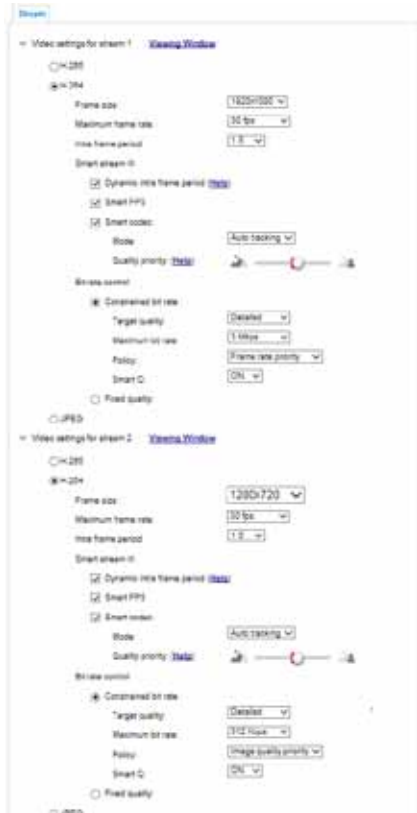 Stream
Video settings for stream 1 Viewing Window
H.265
H.264
Frame size 1920x1080
Maximum frame rate 30 fps
Intra frame period
Smart stream III
Dynamic intra frame period (Help)
Smart FPS
Smart codec:
Mode Auto tracking
Quality priority: (Help)
Bit rate control
Constrained bit rate:
Target quality: Detailed
Maximum bit rate:
Policy: Frame rate priority
Smart Q: ON
Fixed quality:
JPEG
Video settings for stream 2 Viewing Window
H.265
H.264
Frame size 1280x720
Maximum frame rate 30 fps
Intra frame period
Smart stream III
Dynamic intra frame period (Help)
Smart FPS
Smart codec:
Mode Auto tracking
Quality priority: (Help)
Bit rate control
Constrained bit rate:
Target quality: Detailed
Maximum bit rate: 512 Kbps
Policy: Image quality priority
Smart Q: ON
Fixed quality:
JPEG